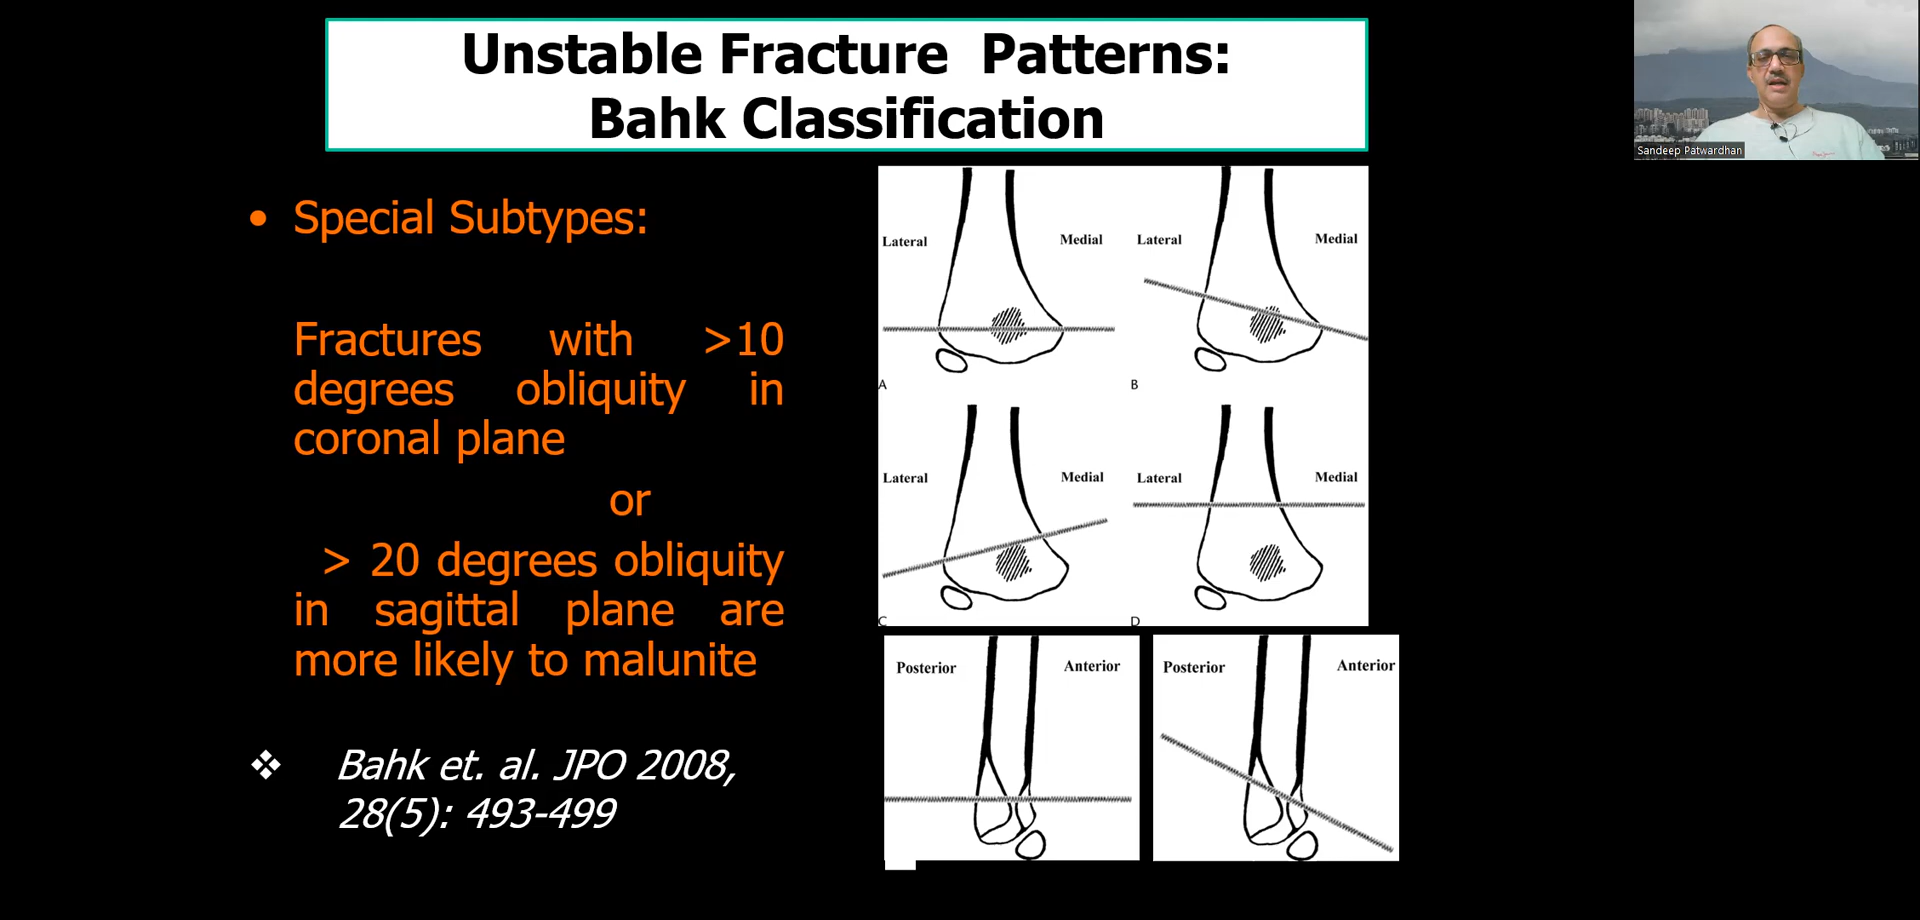 Unstable Fracture Patterns:
Bahk Classification
Sandeep Patwardhan
• Special Subtypes:
Fractures with >10
degrees obliquity in
coronal plane
or
> 20 degrees obliquity
in sagittal plane are
more likely to malunite
❖ Bahk et. al. JPO 2008,
28(5): 493-499
Lateral Medial
A
Lateral Medial
B
Lateral Medial
C
Lateral Medial
D
Posterior Anterior
Posterior Anterior